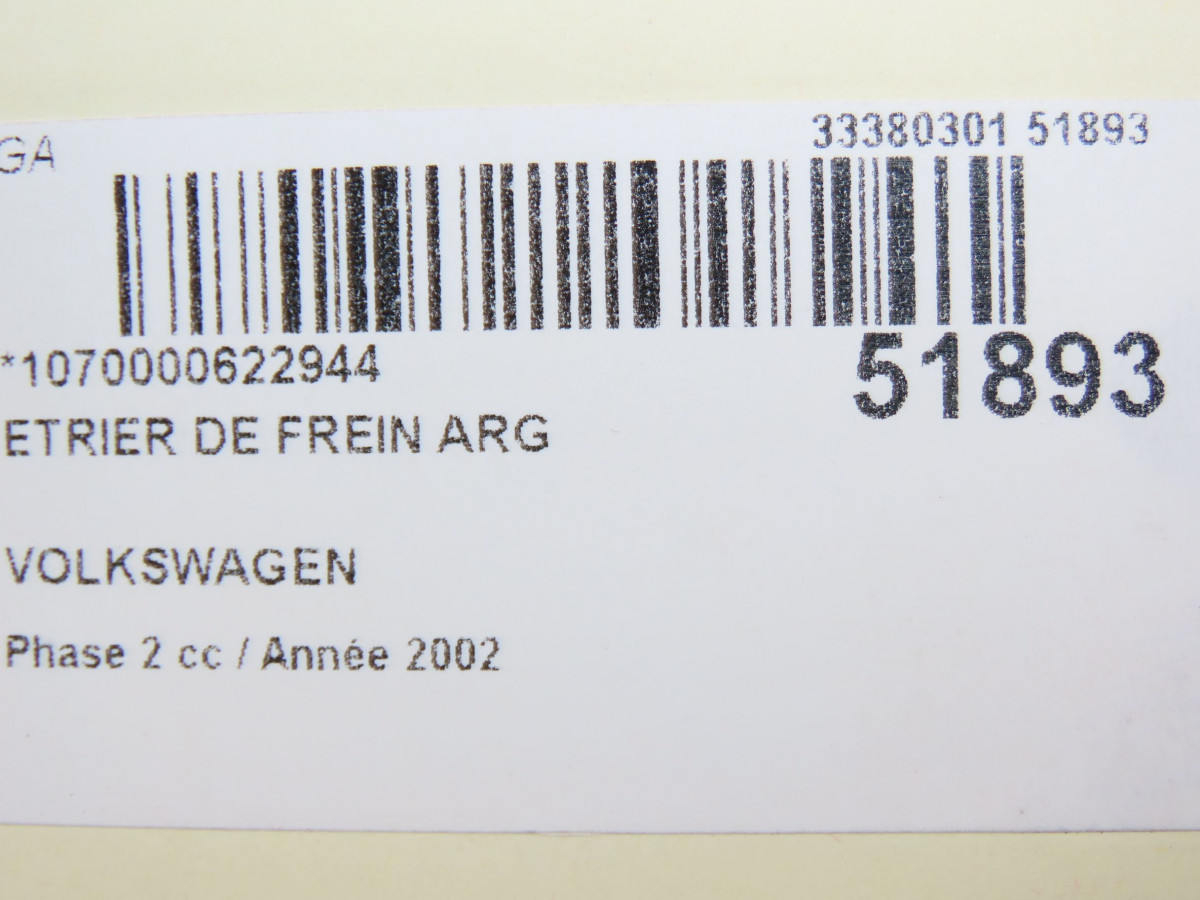 GA
33380301 51893
*1070000622944
51893
ETRIER DE FREIN ARG
VOLKSWAGEN
Phase 2 cc / Année 2002